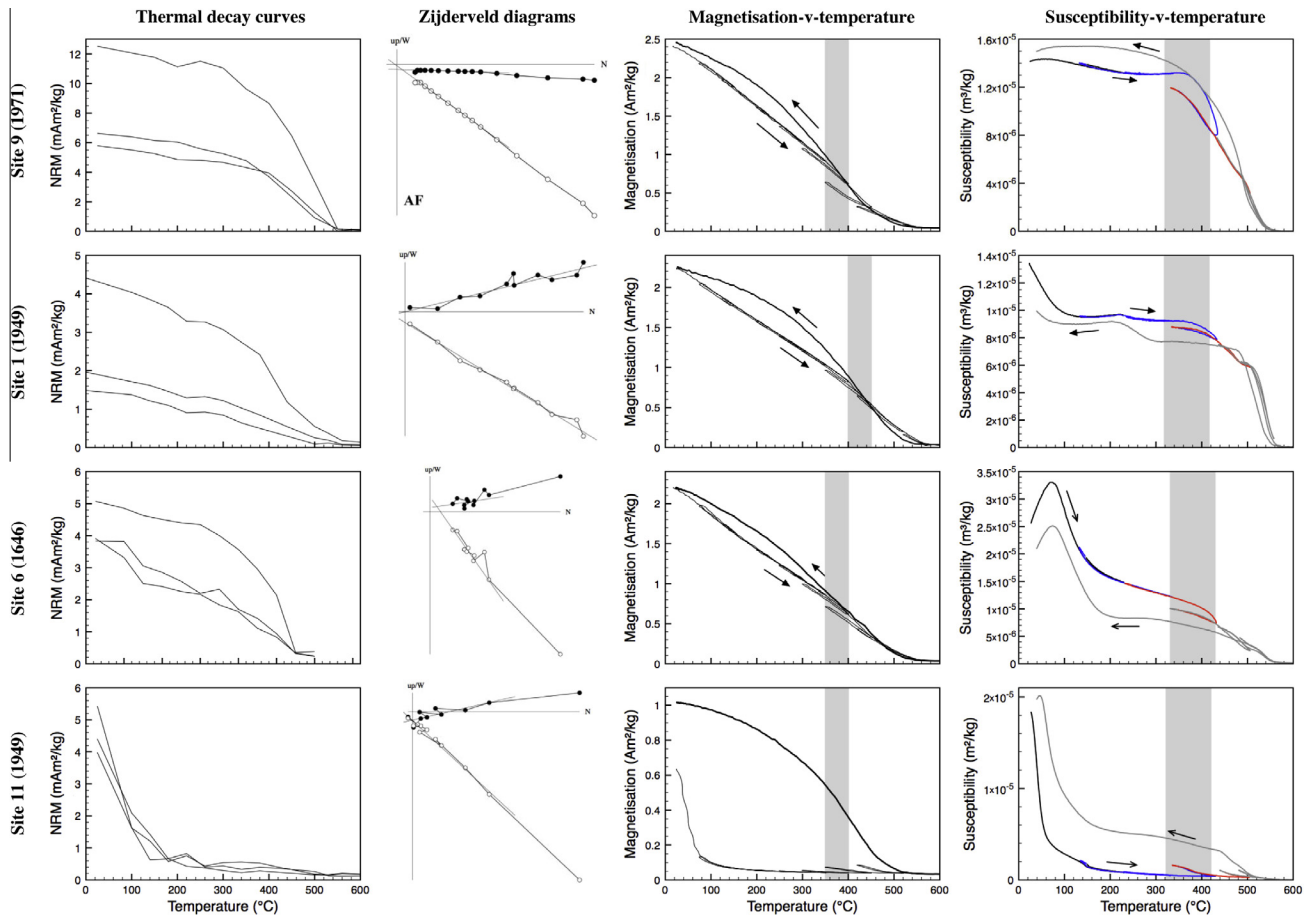 Thermal decay curves Zijderveld diagrams Magnetisation-v-temperature Susceptibility-v-temperature
Site 9 (1971)
NRM (mAm²/kg)
12
10
8
6
4
2
0
up/W
N
AF
Magnetisation (Am²/kg)
2.5
2
1.5
1
0.5
0
Susceptibility (m³/kg)
1.6x10⁻⁵
1.2x10⁻⁵
8x10⁻⁶
4x10⁻⁶
0
Site 1 (1949)
NRM (mAm²/kg)
5
4
3
2
1
0
up/W
N
Magnetisation (Am²/kg)
2.5
2
1.5
1
0.5
0
Susceptibility (m³/kg)
1.4x10⁻⁵
1.2x10⁻⁵
1x10⁻⁵
8x10⁻⁶
6x10⁻⁶
4x10⁻⁶
2x10⁻⁶
0
Site 6 (1646)
NRM (mAm²/kg)
6
5
4
3
2
1
0
up/W
N
Magnetisation (Am²/kg)
2
1.5
1
0.5
0
Susceptibility (m³/kg)
3.5x10⁻⁵
3x10⁻⁵
2.5x10⁻⁵
2x10⁻⁵
1.5x10⁻⁵
1x10⁻⁵
5x10⁻⁶
0
Site 11 (1949)
NRM (mAm²/kg)
6
5
4
3
2
1
0
0 100 200 300 400 500 600
Temperature (°C)
up/W
N
Magnetisation (Am²/kg)
1
0.8
0.6
0.4
0.2
0
0 100 200 300 400 500 600
Temperature (°C)
Susceptibility (m²/kg)
2x10⁻⁵
1x10⁻⁵
0
0 100 200 300 400 500 600
Temperature (°C)